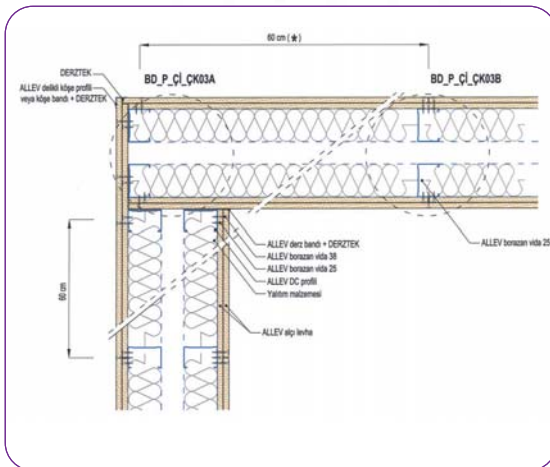 60 cm (★)
BD_P_Çİ_ÇK03A
BD_P_Çİ_ÇK03B
DERZTEK
ALLEV delikli köşe profili
veya köşe bandı + DERZTEK
ALLEV derz bandı + DERZTEK
ALLEV borazan vida 38
ALLEV borazan vida 25
ALLEV DC profili
Yalıtım malzemesi
ALLEV borazan vida 25
60 cm
ALLEV alçı levha